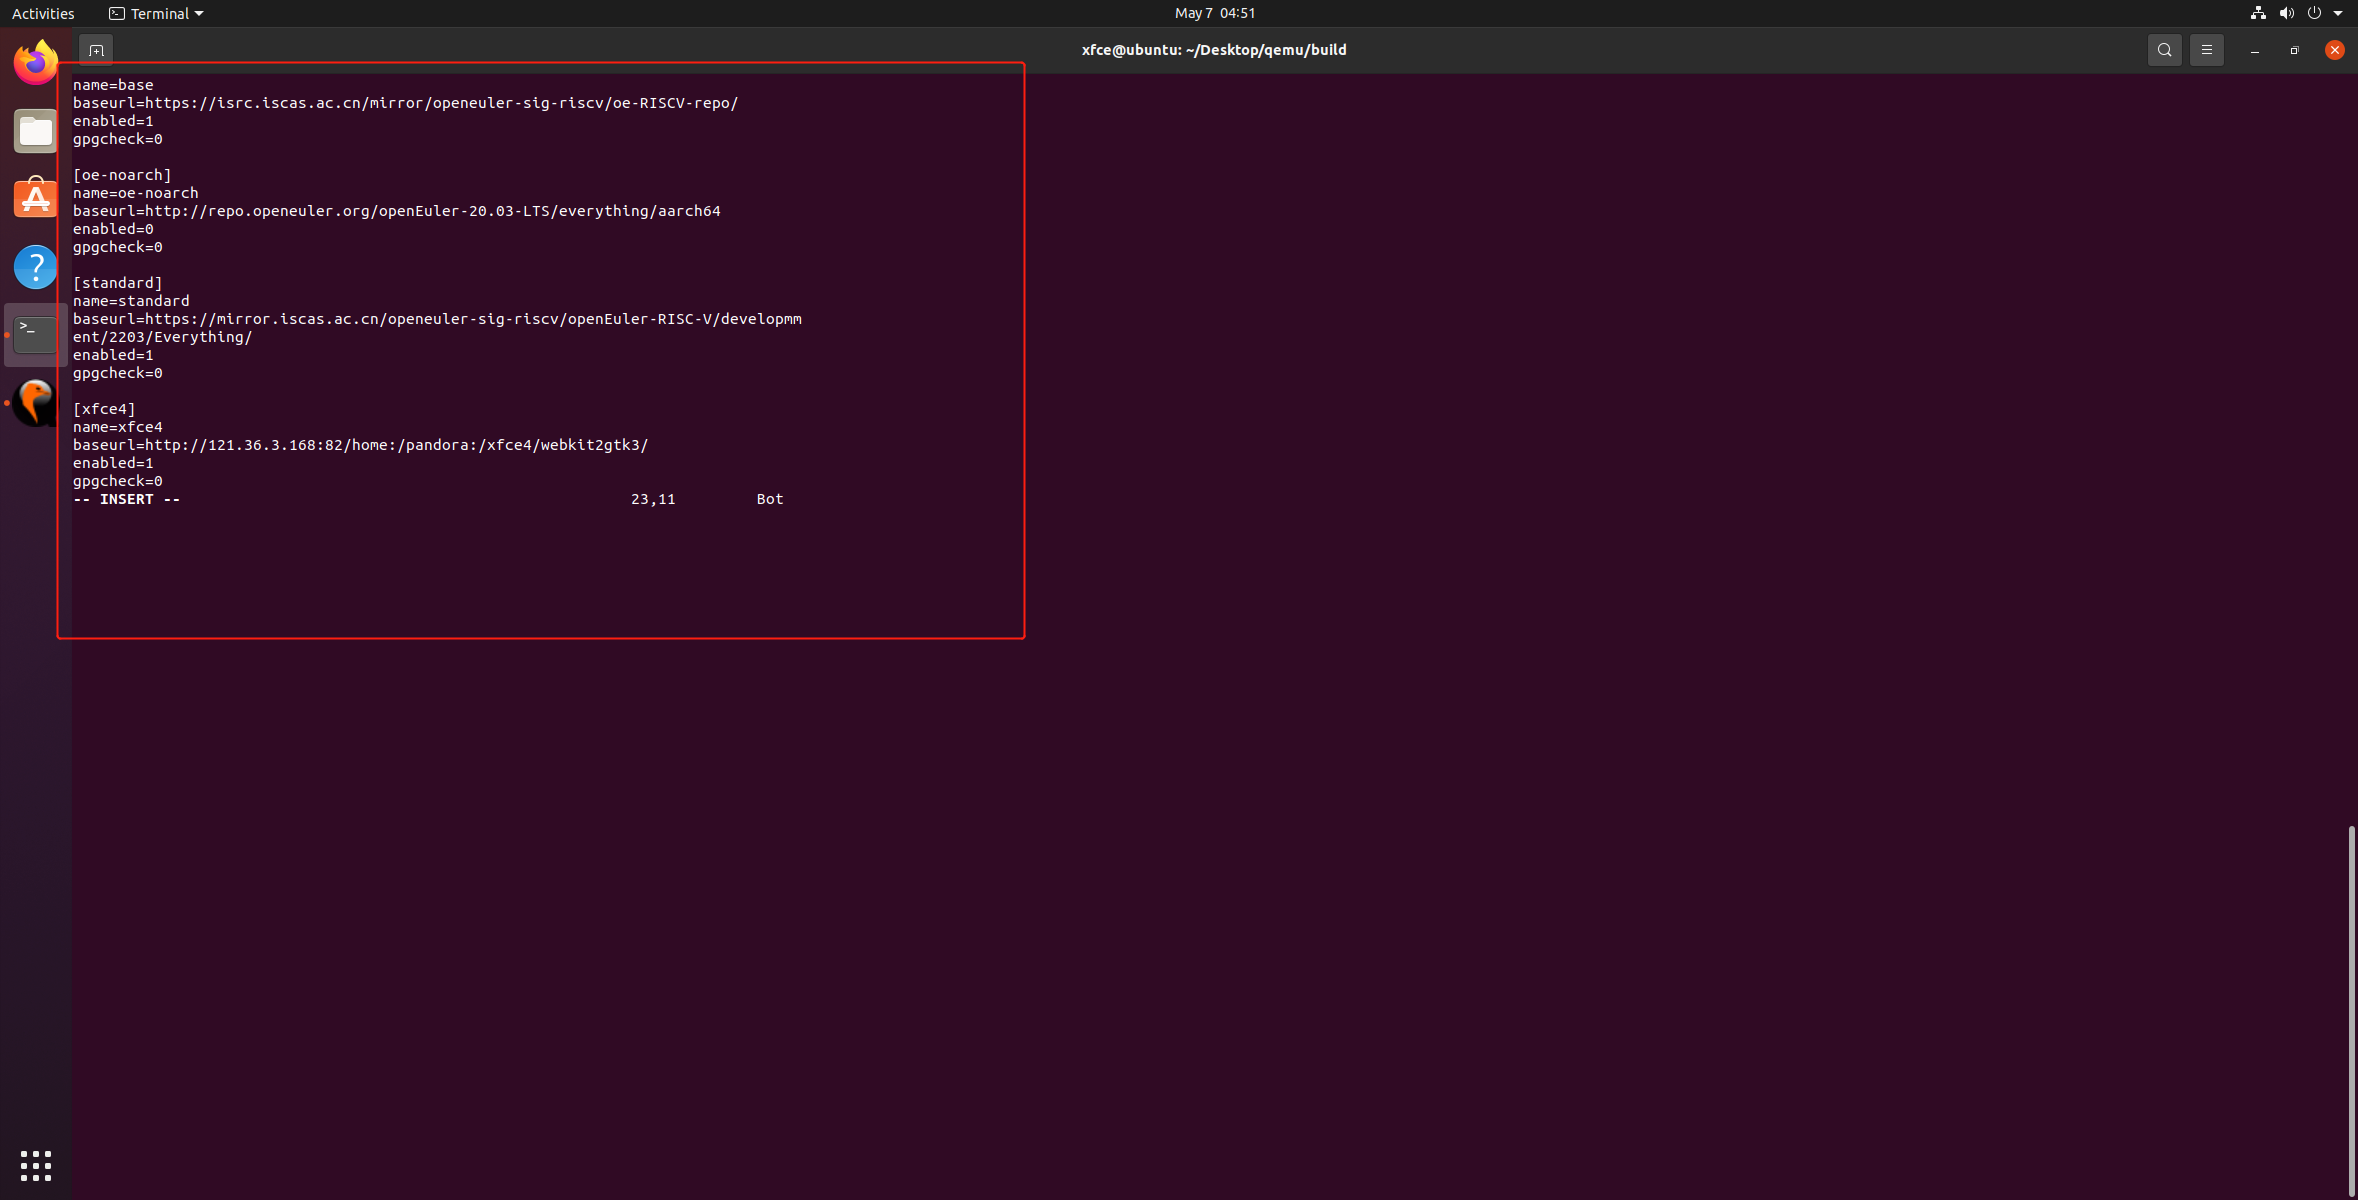 Activities
Terminal
May 7 04:51
xfce@ubuntu: ~/Desktop/qemu/build
name=base
baseurl=https://isrc.iscas.ac.cn/mirror/openeuler-sig-riscv/oe-RISCV-repo/
enabled=1
gpgcheck=0
[oe-noarch]
name=oe-noarch
baseurl=http://repo.openeuler.org/openEuler-20.03-LTS/everything/aarch64
enabled=0
gpgcheck=0
[standard]
name=standard
baseurl=https://mirror.iscas.ac.cn/openeuler-sig-riscv/openEuler-RISC-V/developmm
ent/2203/Everything/
enabled=1
gpgcheck=0
[xfce4]
name=xfce4
baseurl=http://121.36.3.168:82/home:/pandora:/xfce4/webkit2gtk3/
enabled=1
gpgcheck=0
-- INSERT -- 23,11 Bot